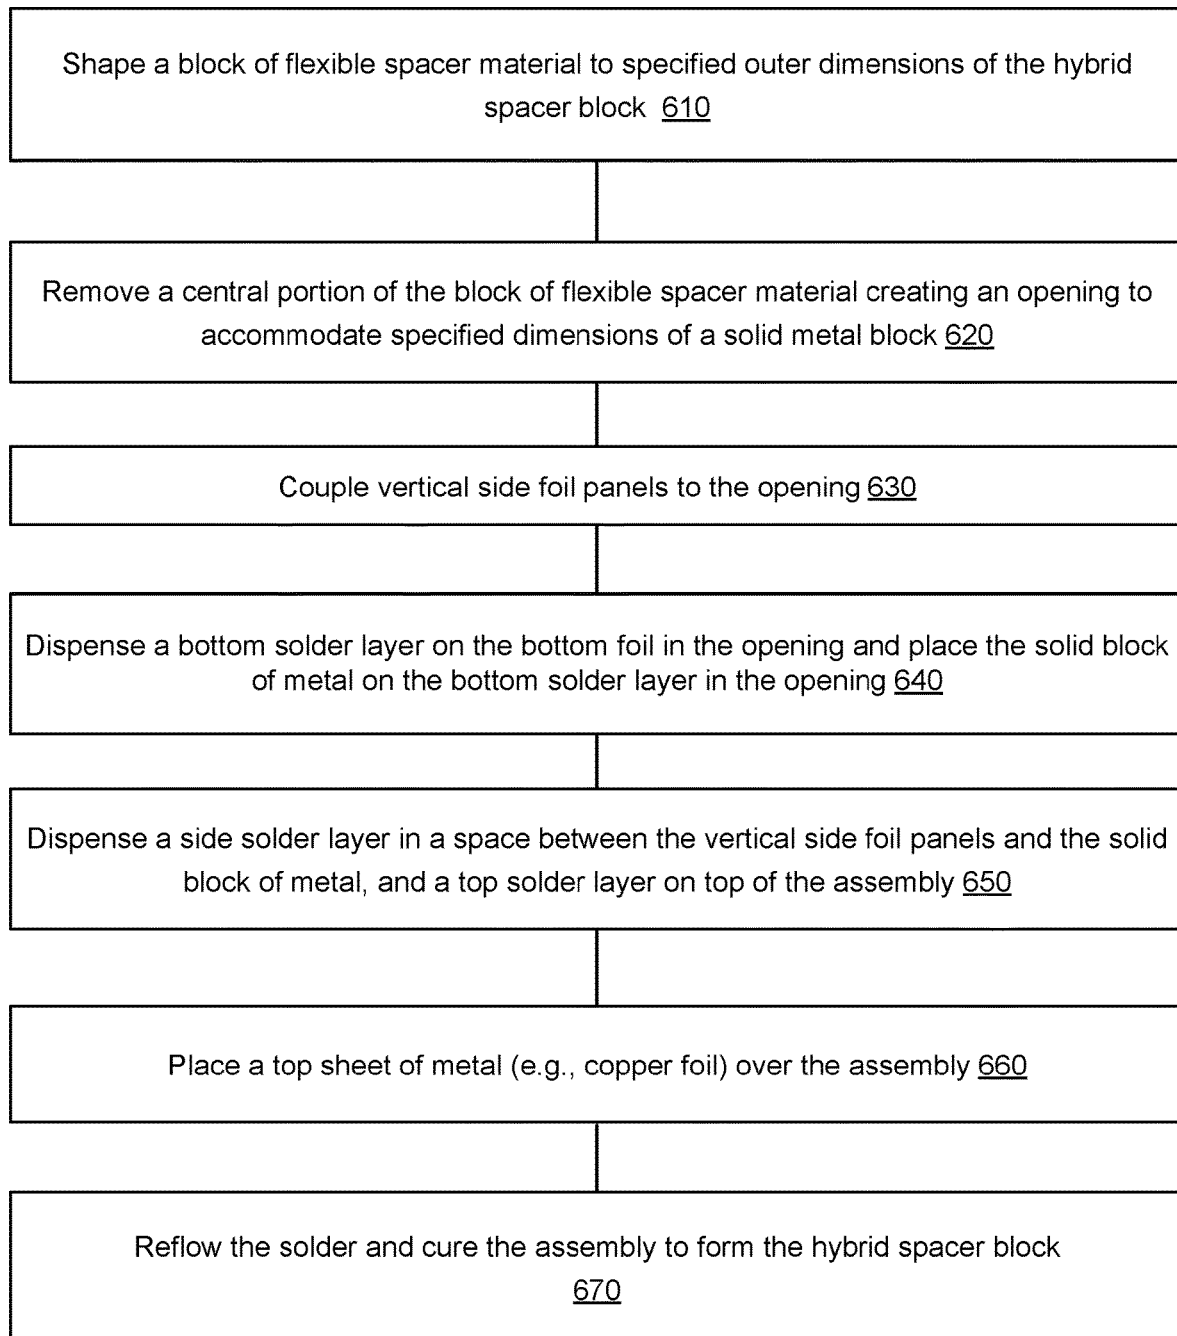 Shape a block of flexible spacer material to specified outer dimensions of the hybrid
spacer block 610
Remove a central portion of the block of flexible spacer material creating an opening to
accommodate specified dimensions of a solid metal block 620
Couple vertical side foil panels to the opening 630
Dispense a bottom solder layer on the bottom foil in the opening and place the solid block
of metal on the bottom solder layer in the opening 640
Dispense a side solder layer in a space between the vertical side foil panels and the solid
block of metal, and a top solder layer on top of the assembly 650
Place a top sheet of metal (e.g., copper foil) over the assembly 660
Reflow the solder and cure the assembly to form the hybrid spacer block
670